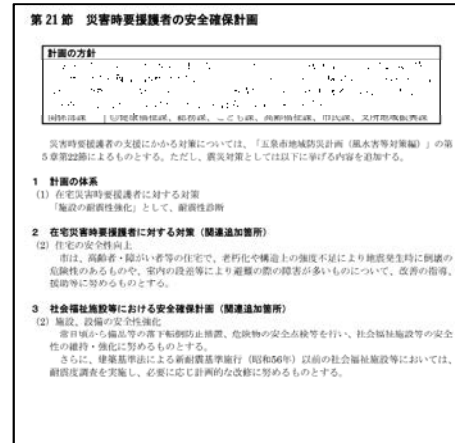 第21節　災害時要援護者の安全確保計画
計画の方針
災害時要援護者の支援にかかる対策については、「五泉市地域防災計画（風水害等対策編）」の第
5章第22節によるものとする。ただし、震災対策としては以下に挙げる内容を追加する。
1　計画の体系
(1) 在宅災害時要援護者に対する対策
「施設の耐震性強化」として、耐震性診断
2　在宅災害時要援護者に対する対策（関連追加箇所）
(2) 住宅の安全性向上
市は、高齢者・障がい者等の住宅で、老朽化や構造上の強度不足により地震発生時に倒壊の
危険性のあるものや、室内の段差等により避難の際の障害が多いものについて、改善の指導、
援助等に努めるものとする。
3　社会福祉施設等における安全確保計画（関連追加箇所）
(2) 施設、設備の安全性強化
常日頃から備品等の落下転倒防止措置、危険物の安全点検等を行い、社会福祉施設等の安全
性の維持・強化に努めるものとする。
さらに、建築基準法による新耐震基準施行（昭和56年）以前の社会福祉施設等においては、
耐震度調査を実施し、必要に応じ計画的な改修に努めるものとする。